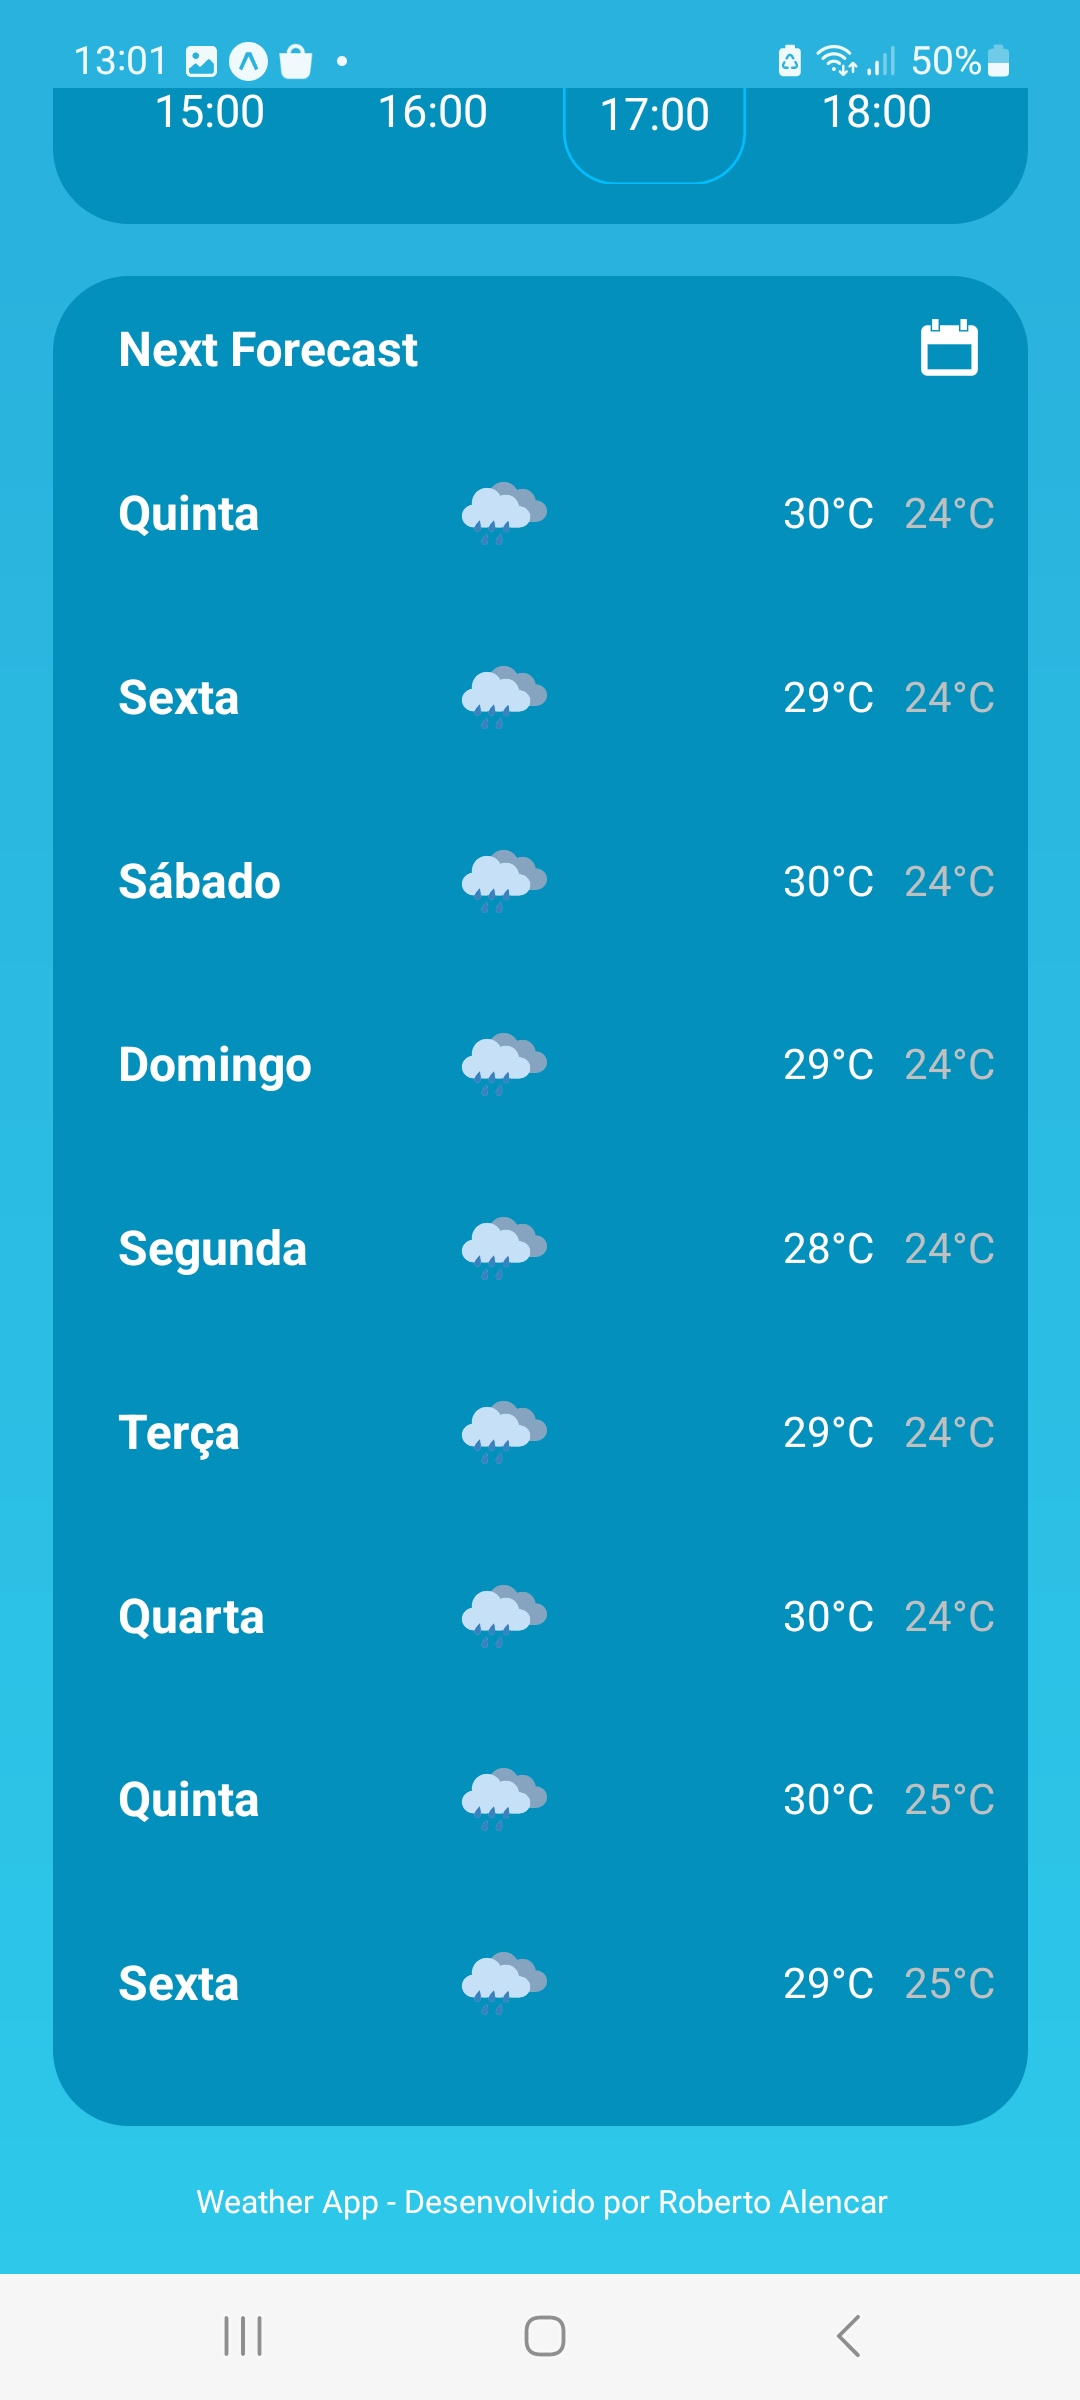 13:01 50%
15:00 16:00 17:00 18:00
Next Forecast
Quinta 30°C 24°C
Sexta 29°C 24°C
Sábado 30°C 24°C
Domingo 29°C 24°C
Segunda 28°C 24°C
Terça 29°C 24°C
Quarta 30°C 24°C
Quinta 30°C 25°C
Sexta 29°C 25°C
Weather App - Desenvolvido por Roberto Alencar